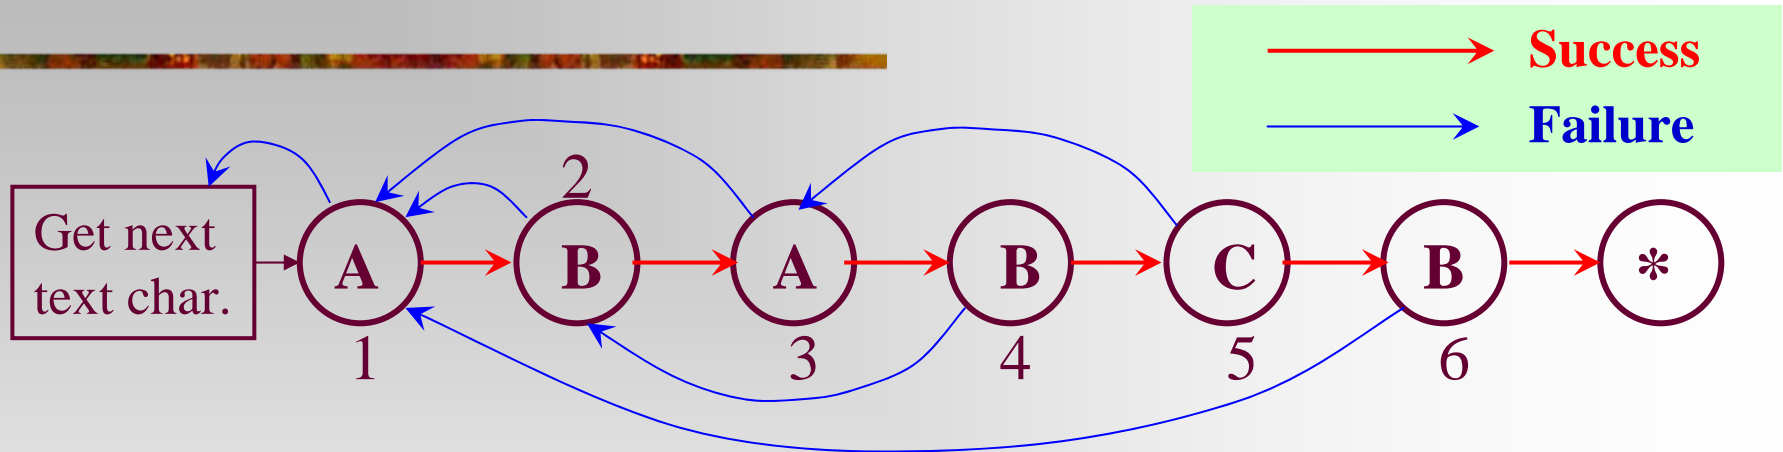 Success
Failure
2
Get next
text char.
A B A B C B *
1 3 4 5 6